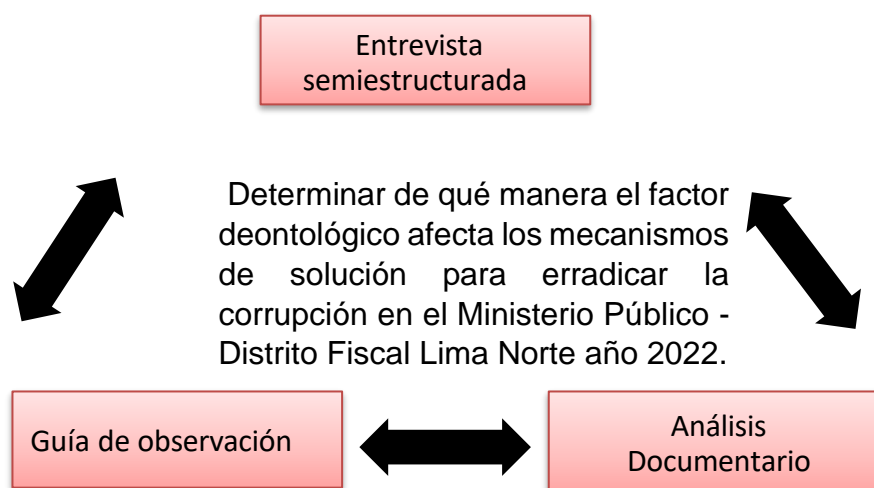 Entrevista
semiestructurada
Determinar de qué manera el factor
deontológico afecta los mecanismos
de solución para erradicar la
corrupción en el Ministerio Público -
Distrito Fiscal Lima Norte año 2022.
Guía de observación
Análisis
Documentario